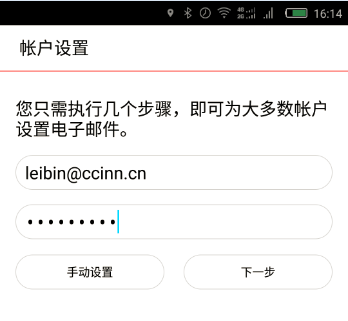 16:14
帐户设置
您只需执行几个步骤，即可为大多数帐户
设置电子邮件。
leibin@ccinn.cn
•••••••••
手动设置 下一步